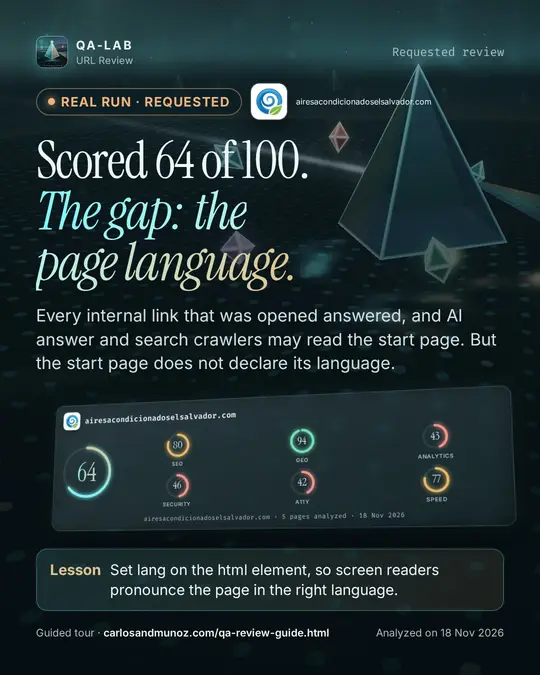 QA-LAB
URL Review
Requested review
REAL RUN · REQUESTED
airesacondicionadoselsalvador.com
Scored 64 of 100.
The gap: the
page language.
Every internal link that was opened answered, and AI
answer and search crawlers may read the start page. But
the start page does not declare its language.
airesacondicionadoselsalvador.com
64
80
SEO
94
GEO
43
ANALYTICS
46
SECURITY
42
A11Y
77
SPEED
airesacondicionadoselsalvador.com · 5 pages analyzed · 18 Nov 2026
Lesson Set lang on the html element, so screen readers
pronounce the page in the right language.
Guided tour · carlosandmunoz.com/qa-review-guide.html
Analyzed on 18 Nov 2026